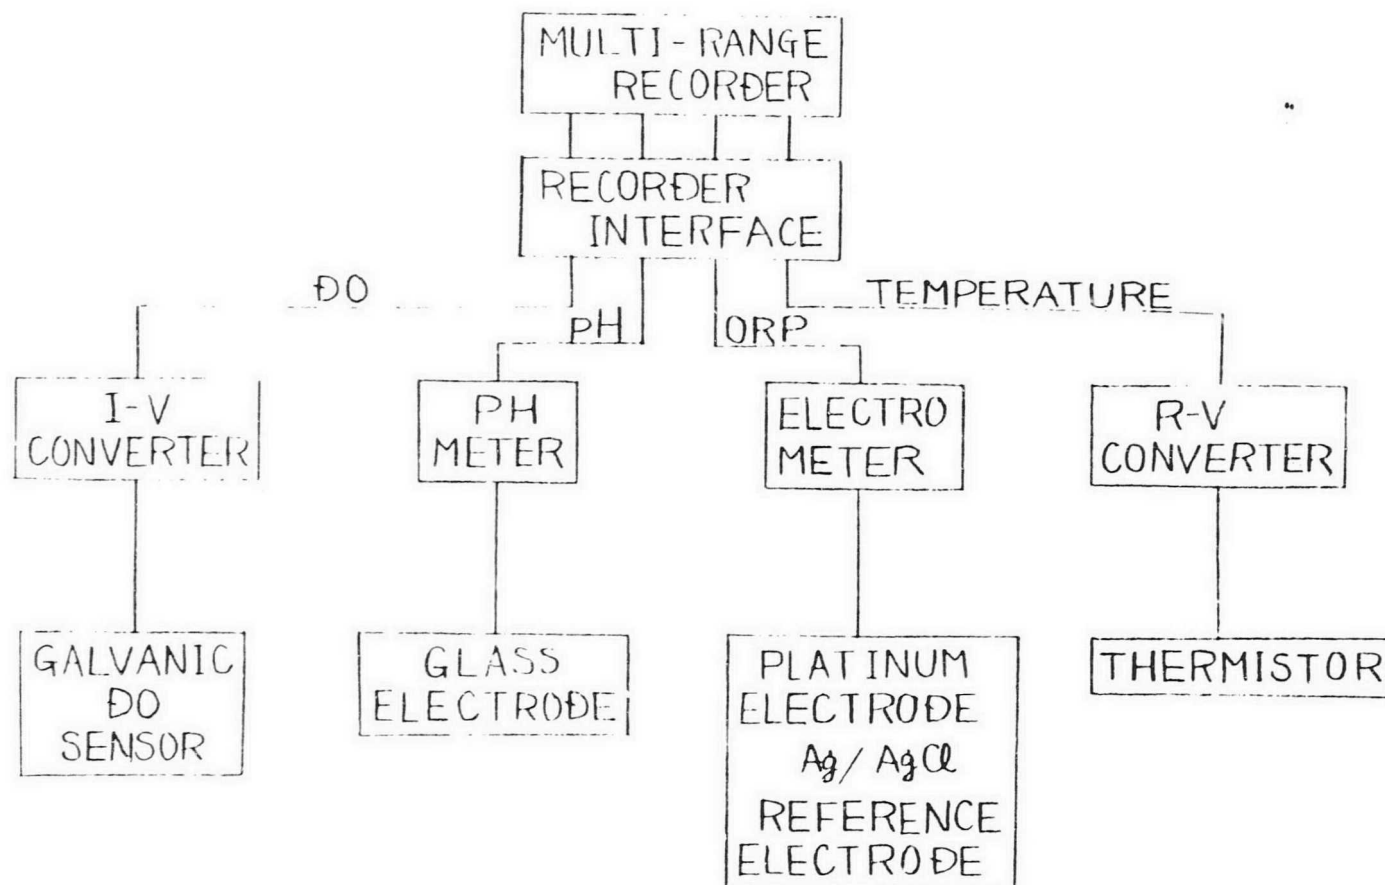 MULTI-RANGE
RECORDER
RECORDER
INTERFACE
DO
TEMPERATURE
pH
ORP
I-V
CONVERTER
PH
METER
ELECTRO
METER
R-V
CONVERTER
GALVANIC
DO
SENSOR
GLASS
ELECTRODE
PLATINUM
ELECTRODE
Ag/AgCl
REFERENCE
ELECTRODE
THERMISTOR